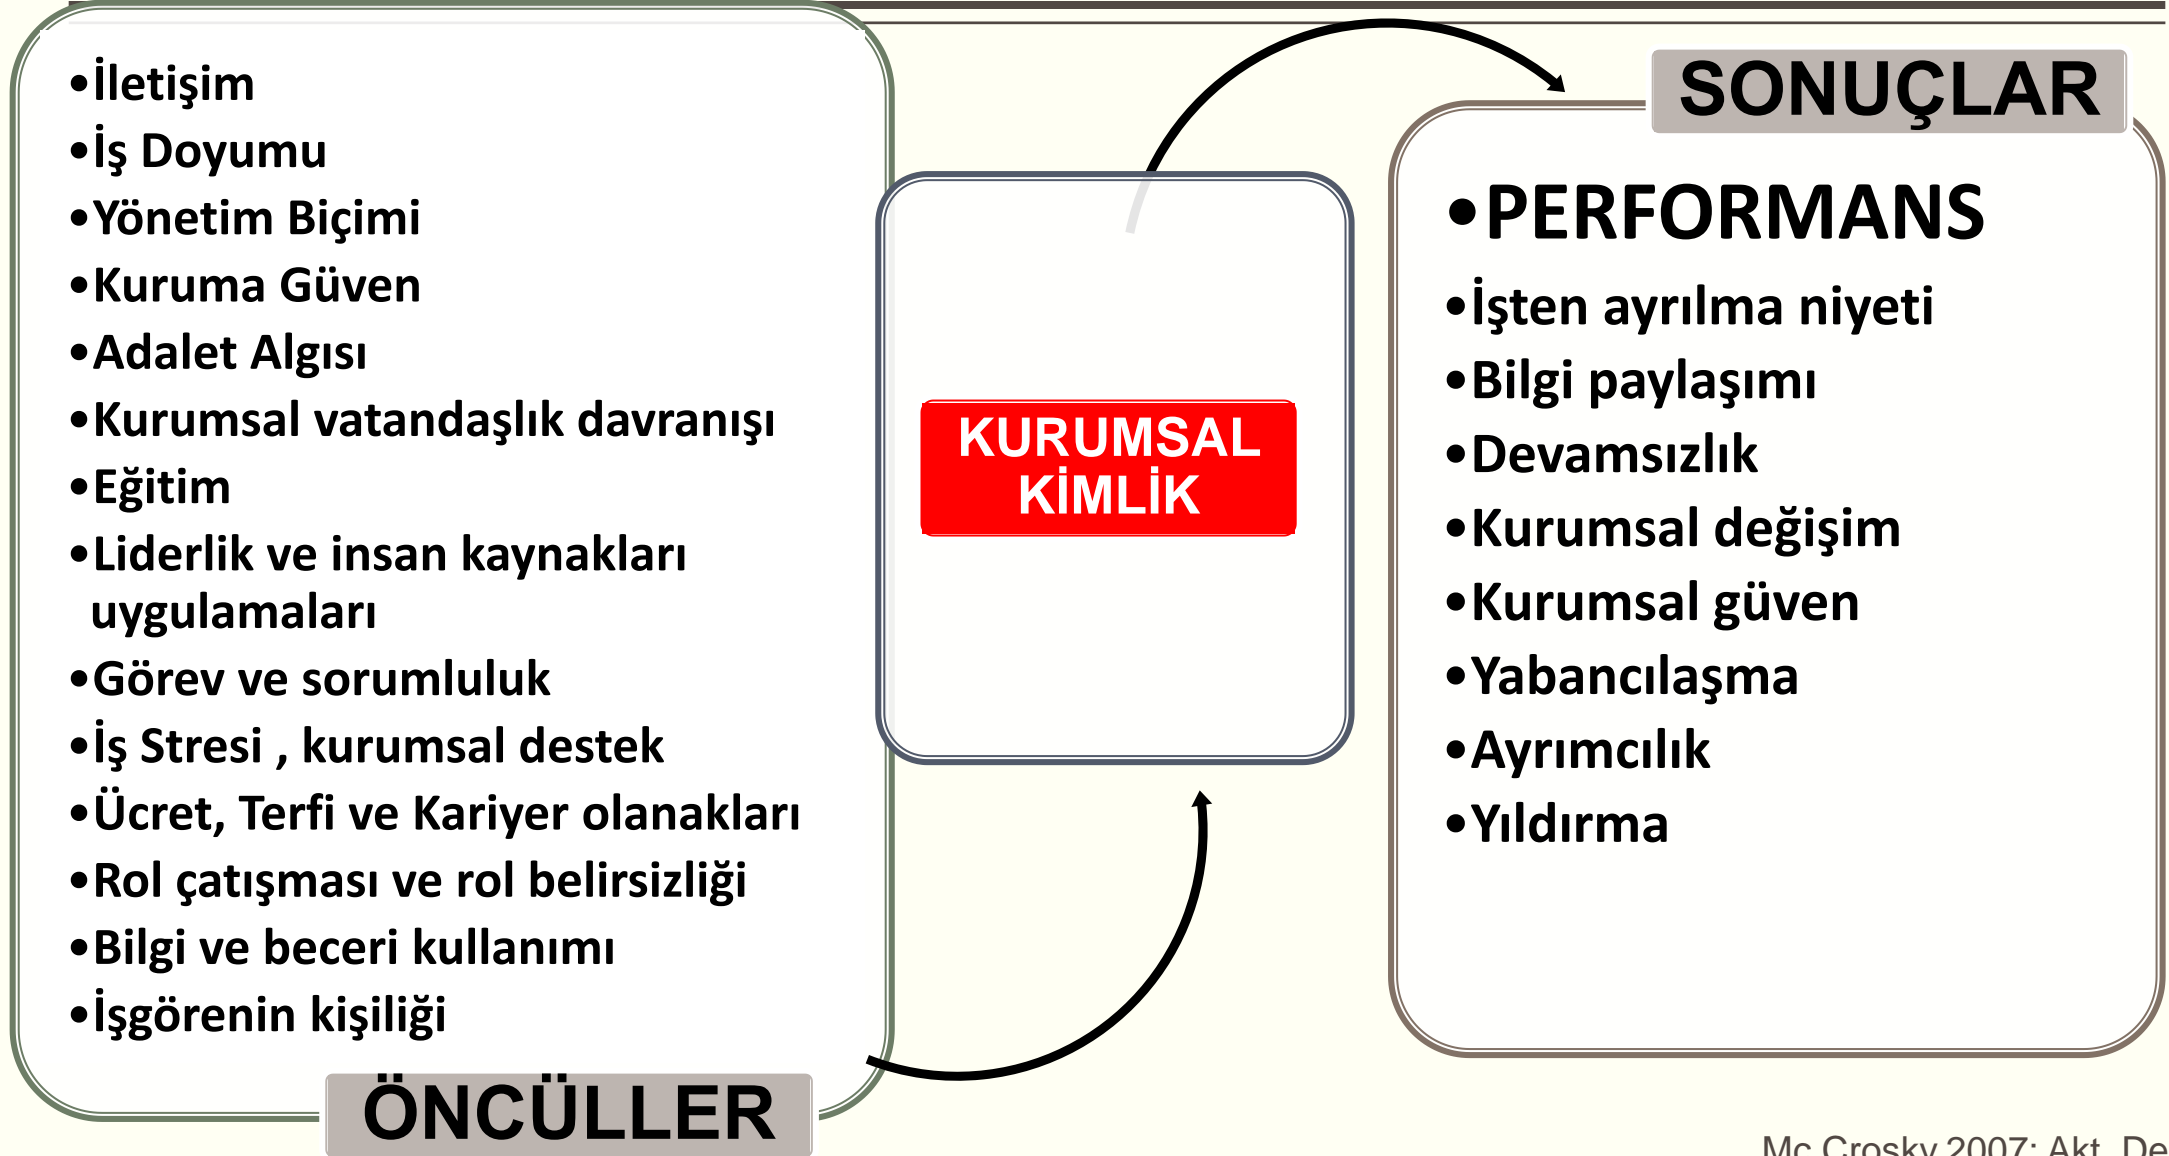 •İletişim
•İş Doyumu
•Yönetim Biçimi
•Kuruma Güven
•Adalet Algısı
•Kurumsal vatandaşlık davranışı
•Eğitim
•Liderlik ve insan kaynakları
uygulamaları
•Görev ve sorumluluk
•İş Stresi , kurumsal destek
•Ücret, Terfi ve Kariyer olanakları
•Rol çatışması ve rol belirsizliği
•Bilgi ve beceri kullanımı
•İşgörenin kişiliği
ÖNCÜLLER
KURUMSAL
KİMLİK
SONUÇLAR
•PERFORMANS
•İşten ayrılma niyeti
•Bilgi paylaşımı
•Devamsızlık
•Kurumsal değişim
•Kurumsal güven
•Yabancılaşma
•Ayrımcılık
•Yıldırma
Mc Crosky 2007; Akt. De